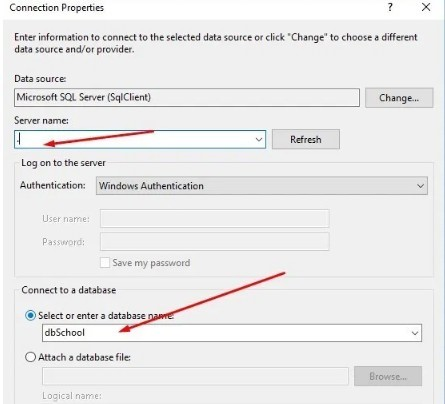 Connection Properties
? ×
Enter information to connect to the selected data source or click "Change" to choose a different
data source and/or provider.
Data source:
Microsoft SQL Server (SqlClient)
Change...
Server name:
.
Refresh
Log on to the server
Authentication:
Windows Authentication
User name:
Password:
Save my password
Connect to a database
Select or enter a database name:
dbSchool
Attach a database file:
Browse...
Logical name: